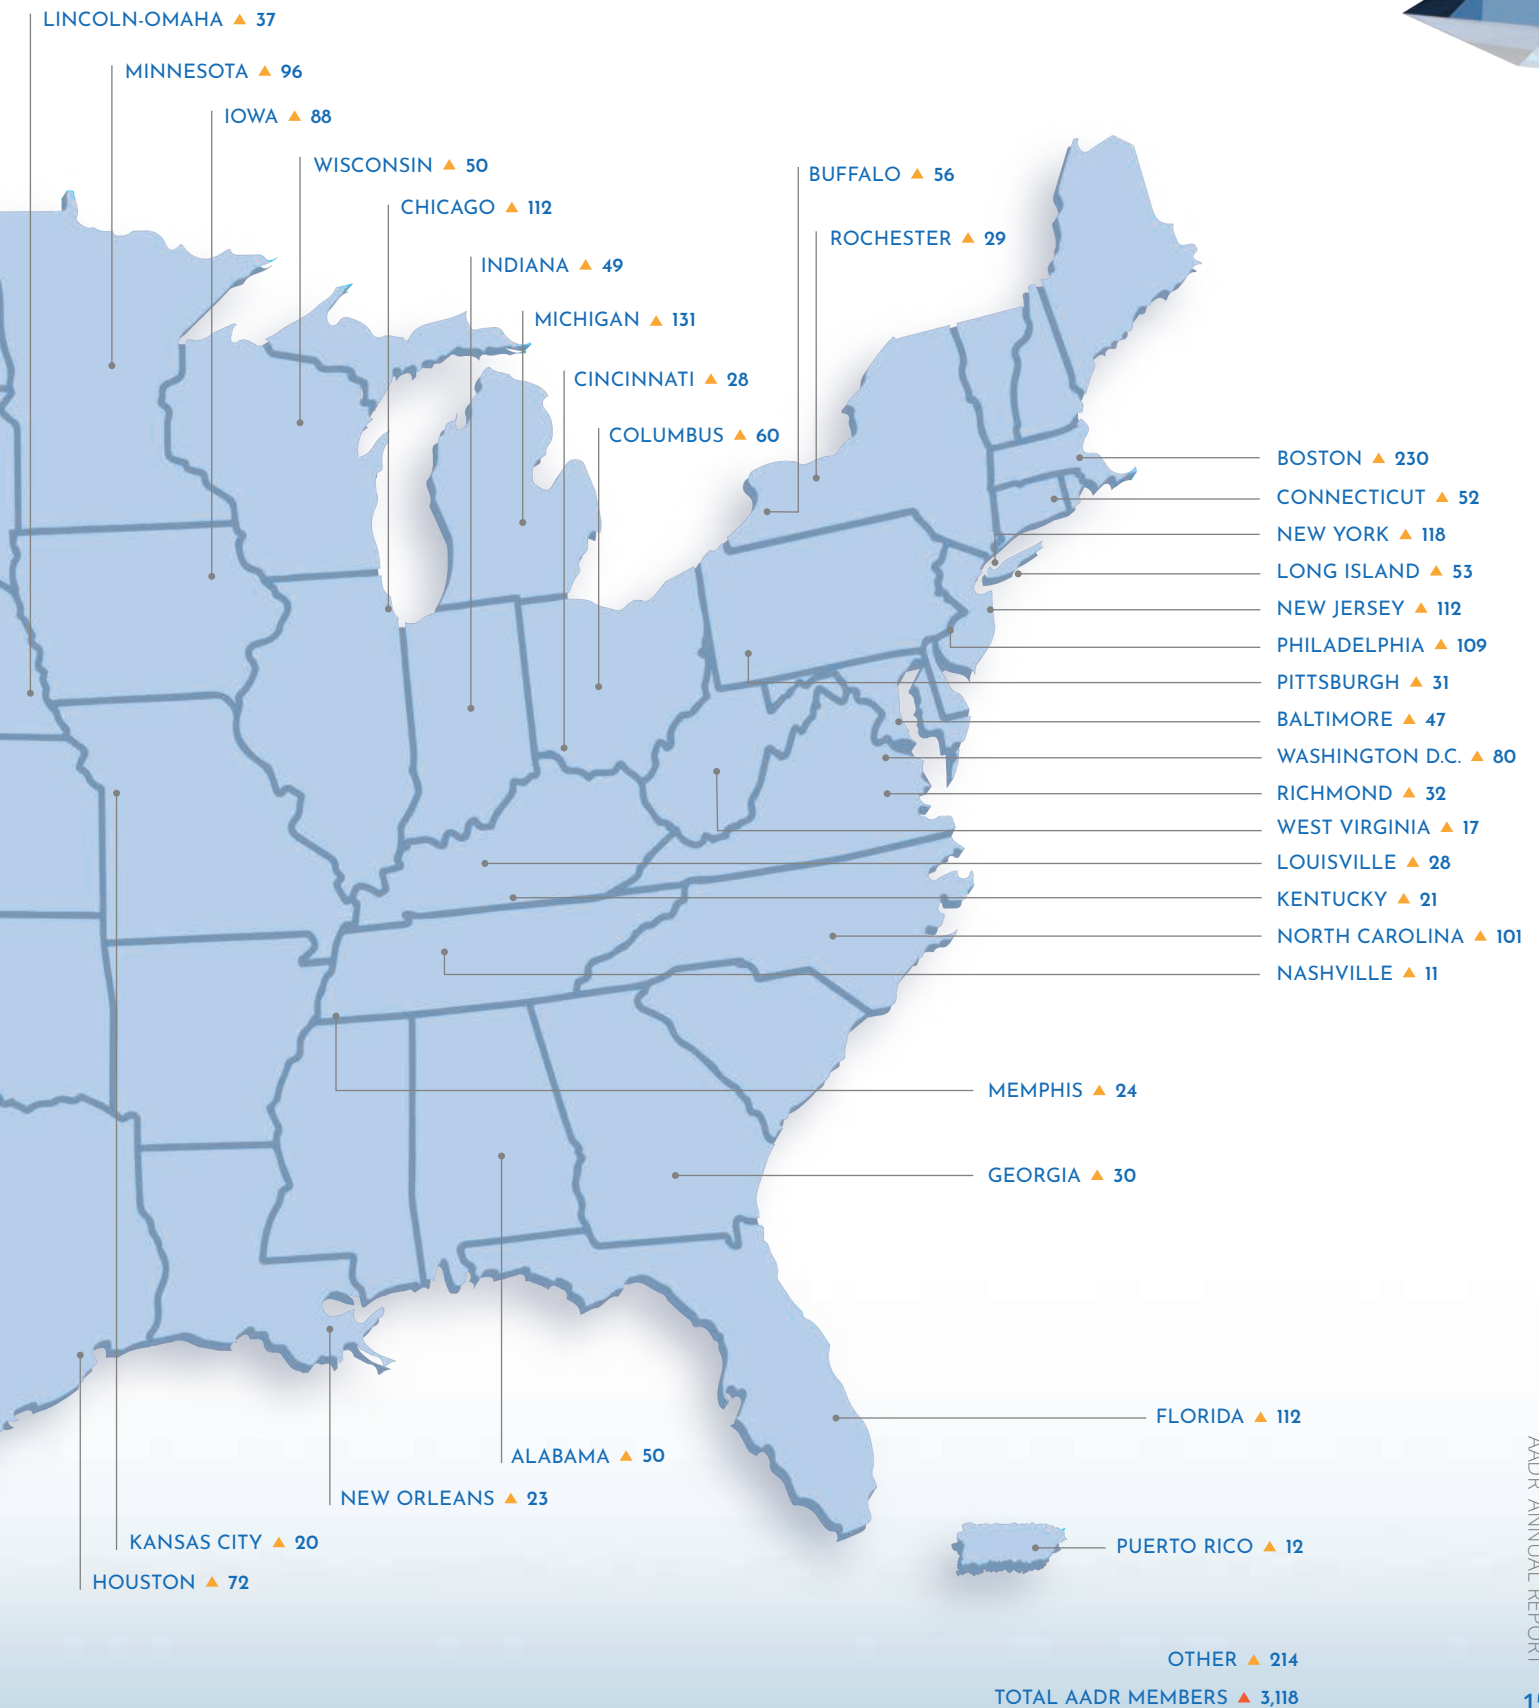 LINCOLN-OMAHA ▲ 37
MINNESOTA ▲ 96
IOWA ▲ 88
WISCONSIN ▲ 50
BUFFALO ▲ 56
CHICAGO ▲ 112
ROCHESTER ▲ 29
INDIANA ▲ 49
MICHIGAN ▲ 131
CINCINNATI ▲ 28
COLUMBUS ▲ 60
BOSTON ▲ 230
CONNECTICUT ▲ 52
NEW YORK ▲ 118
LONG ISLAND ▲ 53
NEW JERSEY ▲ 112
PHILADELPHIA ▲ 109
PITTSBURGH ▲ 31
BALTIMORE ▲ 47
WASHINGTON D.C. ▲ 80
RICHMOND ▲ 32
WEST VIRGINIA ▲ 17
LOUISVILLE ▲ 28
KENTUCKY ▲ 21
NORTH CAROLINA ▲ 101
NASHVILLE ▲ 11
MEMPHIS ▲ 24
GEORGIA ▲ 30
FLORIDA ▲ 112
ALABAMA ▲ 50
NEW ORLEANS ▲ 23
KANSAS CITY ▲ 20
PUERTO RICO ▲ 12
HOUSTON ▲ 72
OTHER ▲ 214
TOTAL AADR MEMBERS ▲ 3,118
AADR ANNUAL REPORT